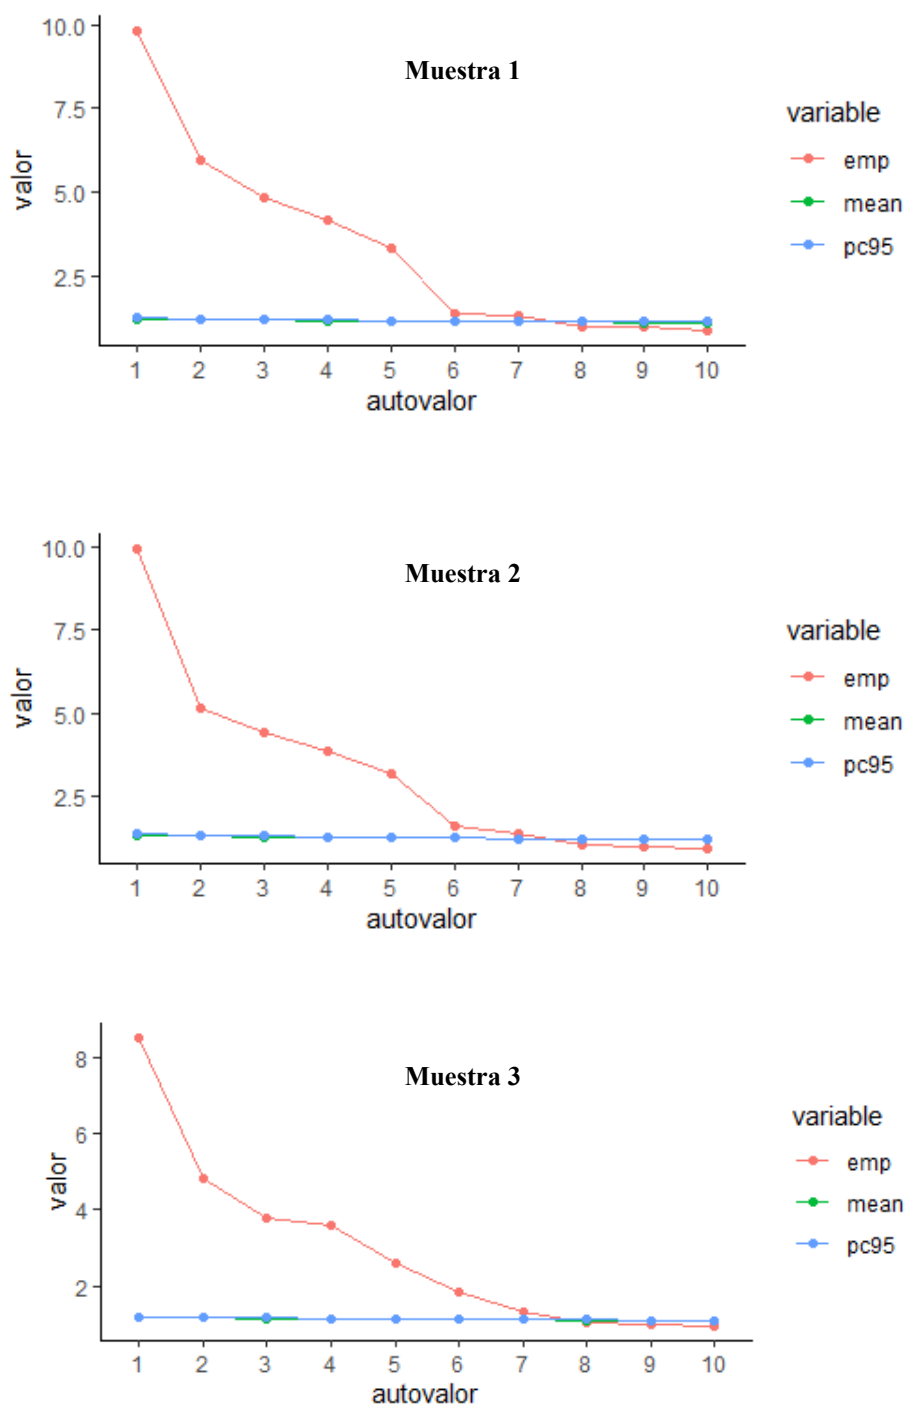 Muestra 1
10.0
7.5
5.0
2.5
valor
1 2 3 4 5 6 7 8 9 10
autovalor
variable
emp
mean
pc95
Muestra 2
10.0
7.5
5.0
2.5
valor
1 2 3 4 5 6 7 8 9 10
autovalor
variable
emp
mean
pc95
Muestra 3
8
6
4
2
valor
1 2 3 4 5 6 7 8 9 10
autovalor
variable
emp
mean
pc95